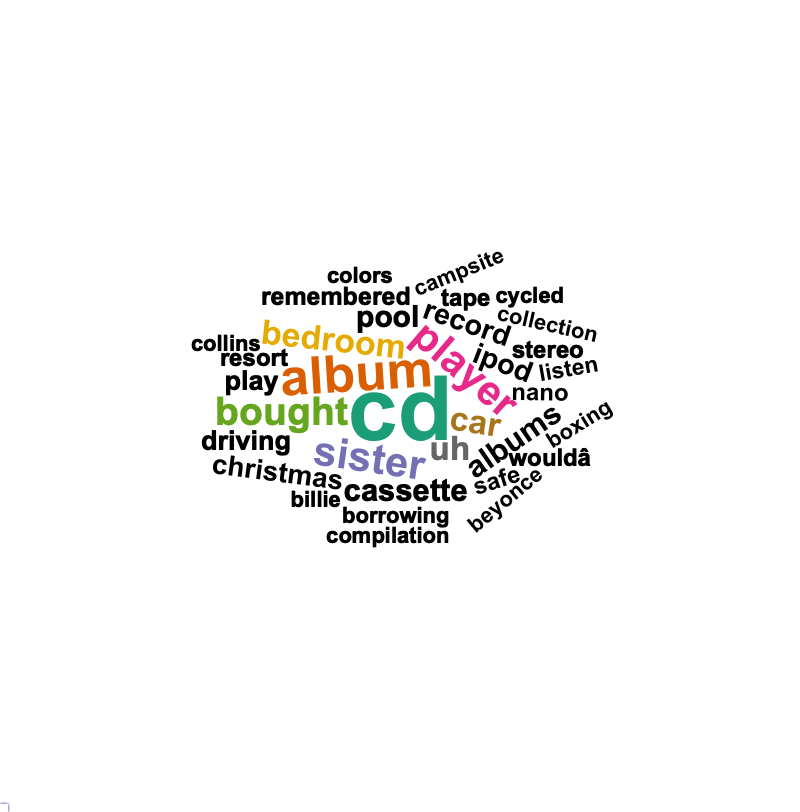 campsite
colors
remembered
tape
cycled
pool
record
collection
bedroom
player
collins
resort
ipod
stereo
listen
play
album
nano
bought
cd
car
albums
boxing
driving
sister
uh
wouldâ
christmas
safe
beyonce
billie
cassette
borrowing
compilation